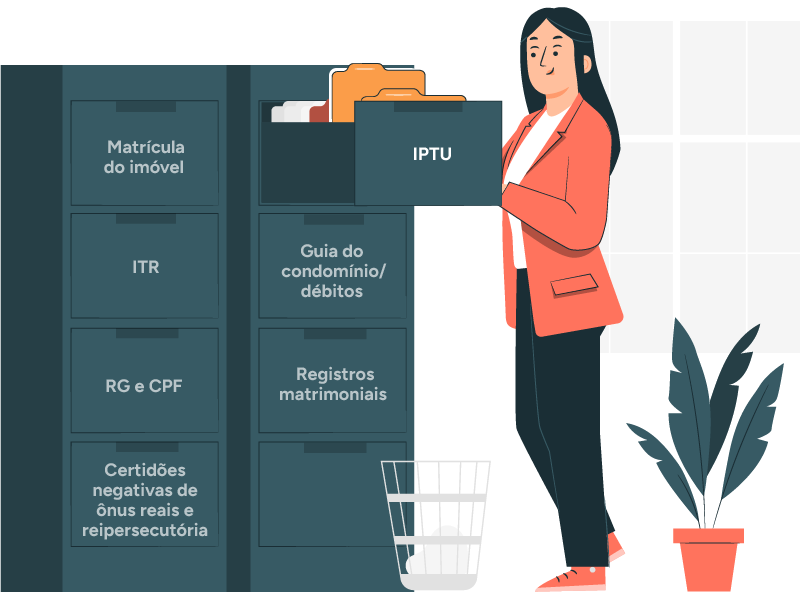 Matrícula
do imóvel
IPTU
ITR
Guia do
condomínio/
débitos
RG e CPF
Registros
matrimoniais
Certidões
negativas de
ônus reais e
reipersecutória